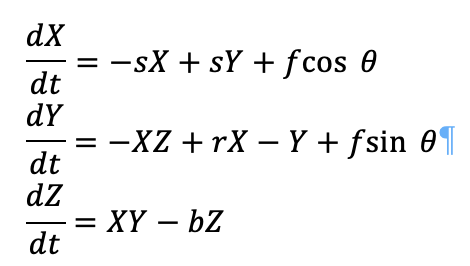 dX/dt = −sX + sY + f cos θ
dY/dt = −XZ + rX − Y + f sin θ¶
dZ/dt = XY − bZ